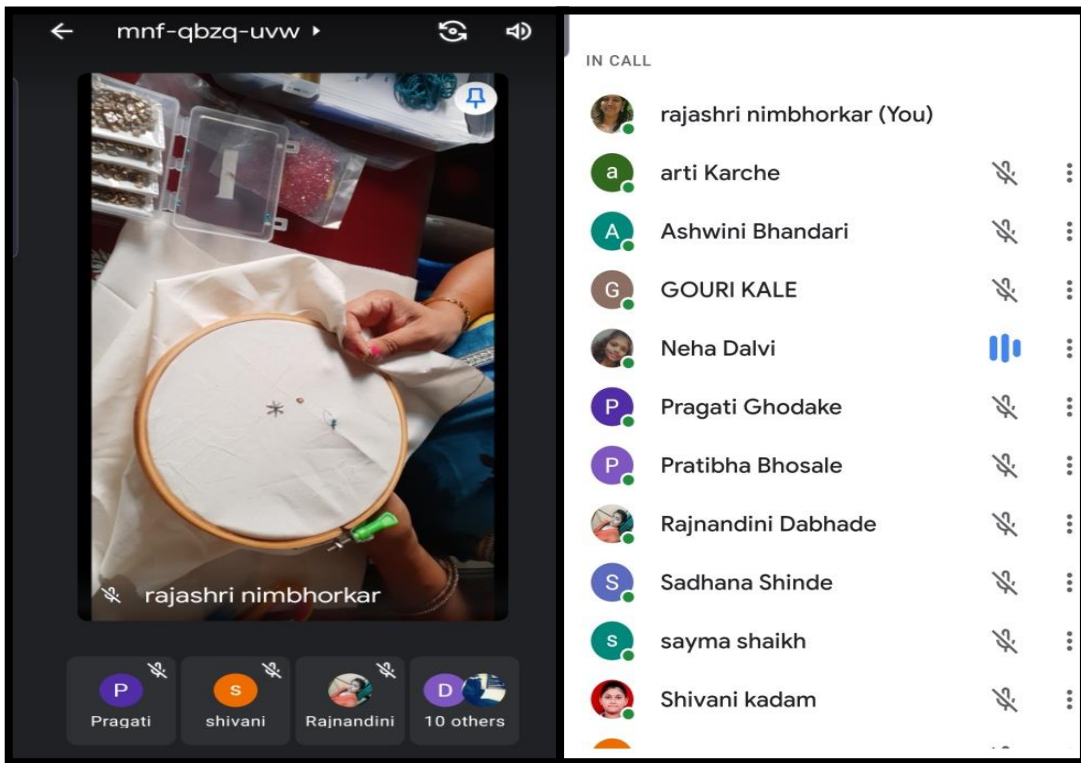 mnf-qbzq-uvw
rajashri nimbhorkar
P
Pragati
s
shivani
Rajnandini
D
10 others
IN CALL
rajashri nimbhorkar (You)
a arti Karche
A Ashwini Bhandari
G GOURI KALE
Neha Dalvi
P Pragati Ghodake
P Pratibha Bhosale
Rajnandini Dabhade
S Sadhana Shinde
s sayma shaikh
Shivani kadam